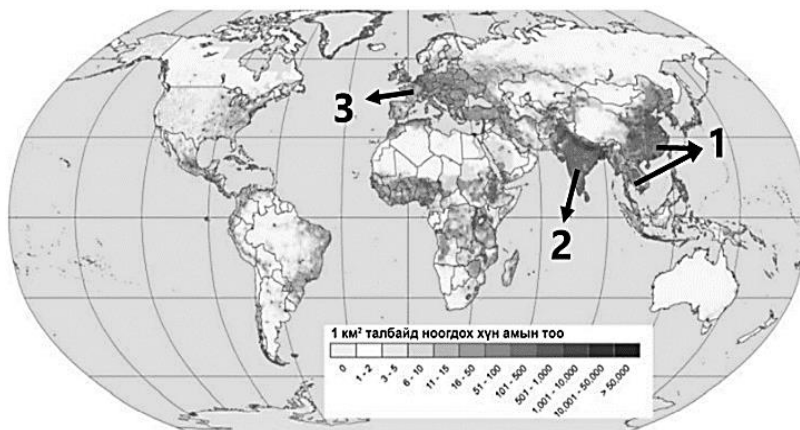 3
1
2
1 км² талбайд ноогдох хүн амын тоо
0
1 - 2
3 - 5
6 - 10
11 - 15
16 - 50
51 - 100
101 - 500
501 - 1,000
1,001 - 10,000
10,001 - 50,000
> 50,000